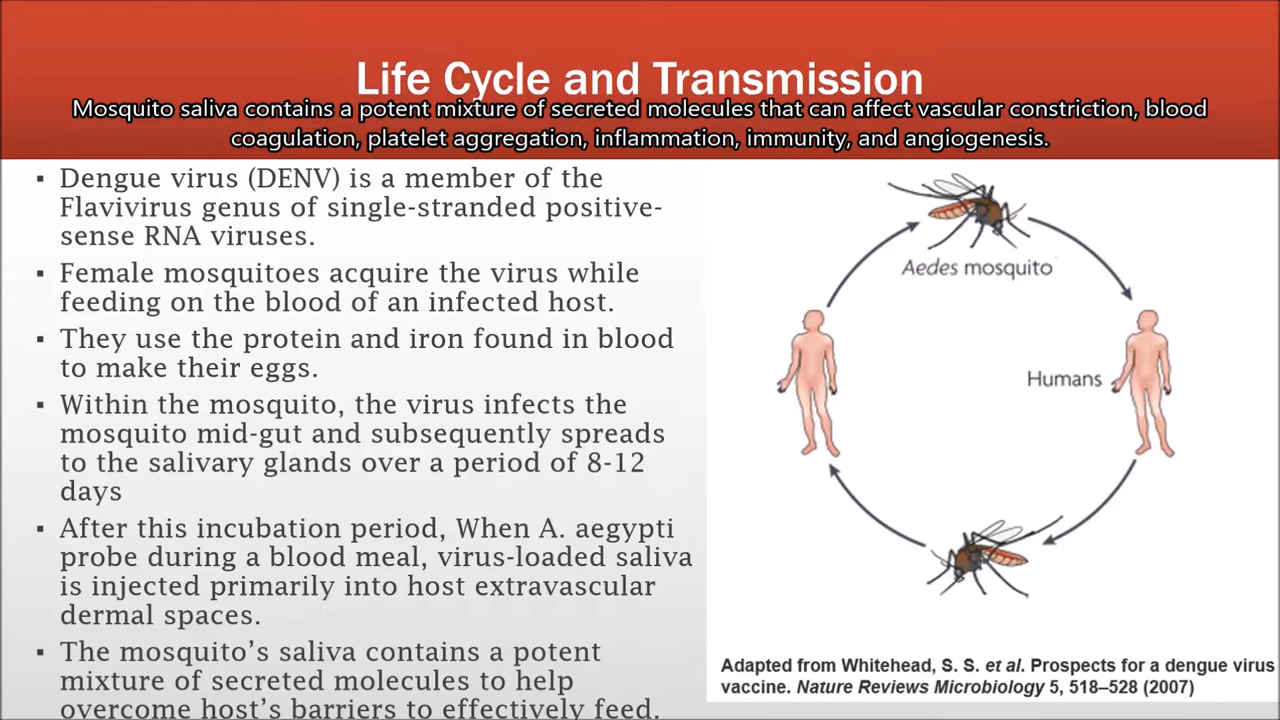 Life Cycle and Transmission
Mosquito saliva contains a potent mixture of secreted molecules that can affect vascular constriction, blood
coagulation, platelet aggregation, inflammation, immunity, and angiogenesis.
▪ Dengue virus (DENV) is a member of the
Flavivirus genus of single-stranded positive-
sense RNA viruses.
▪ Female mosquitoes acquire the virus while
feeding on the blood of an infected host.
▪ They use the protein and iron found in blood
to make their eggs.
▪ Within the mosquito, the virus infects the
mosquito mid-gut and subsequently spreads
to the salivary glands over a period of 8-12
days
▪ After this incubation period, When A. aegypti
probe during a blood meal, virus-loaded saliva
is injected primarily into host extravascular
dermal spaces.
▪ The mosquito’s saliva contains a potent
mixture of secreted molecules to help
overcome host’s barriers to effectively feed.
Aedes mosquito
Humans
Adapted from Whitehead, S. S. et al. Prospects for a dengue virus
vaccine. Nature Reviews Microbiology 5, 518–528 (2007)